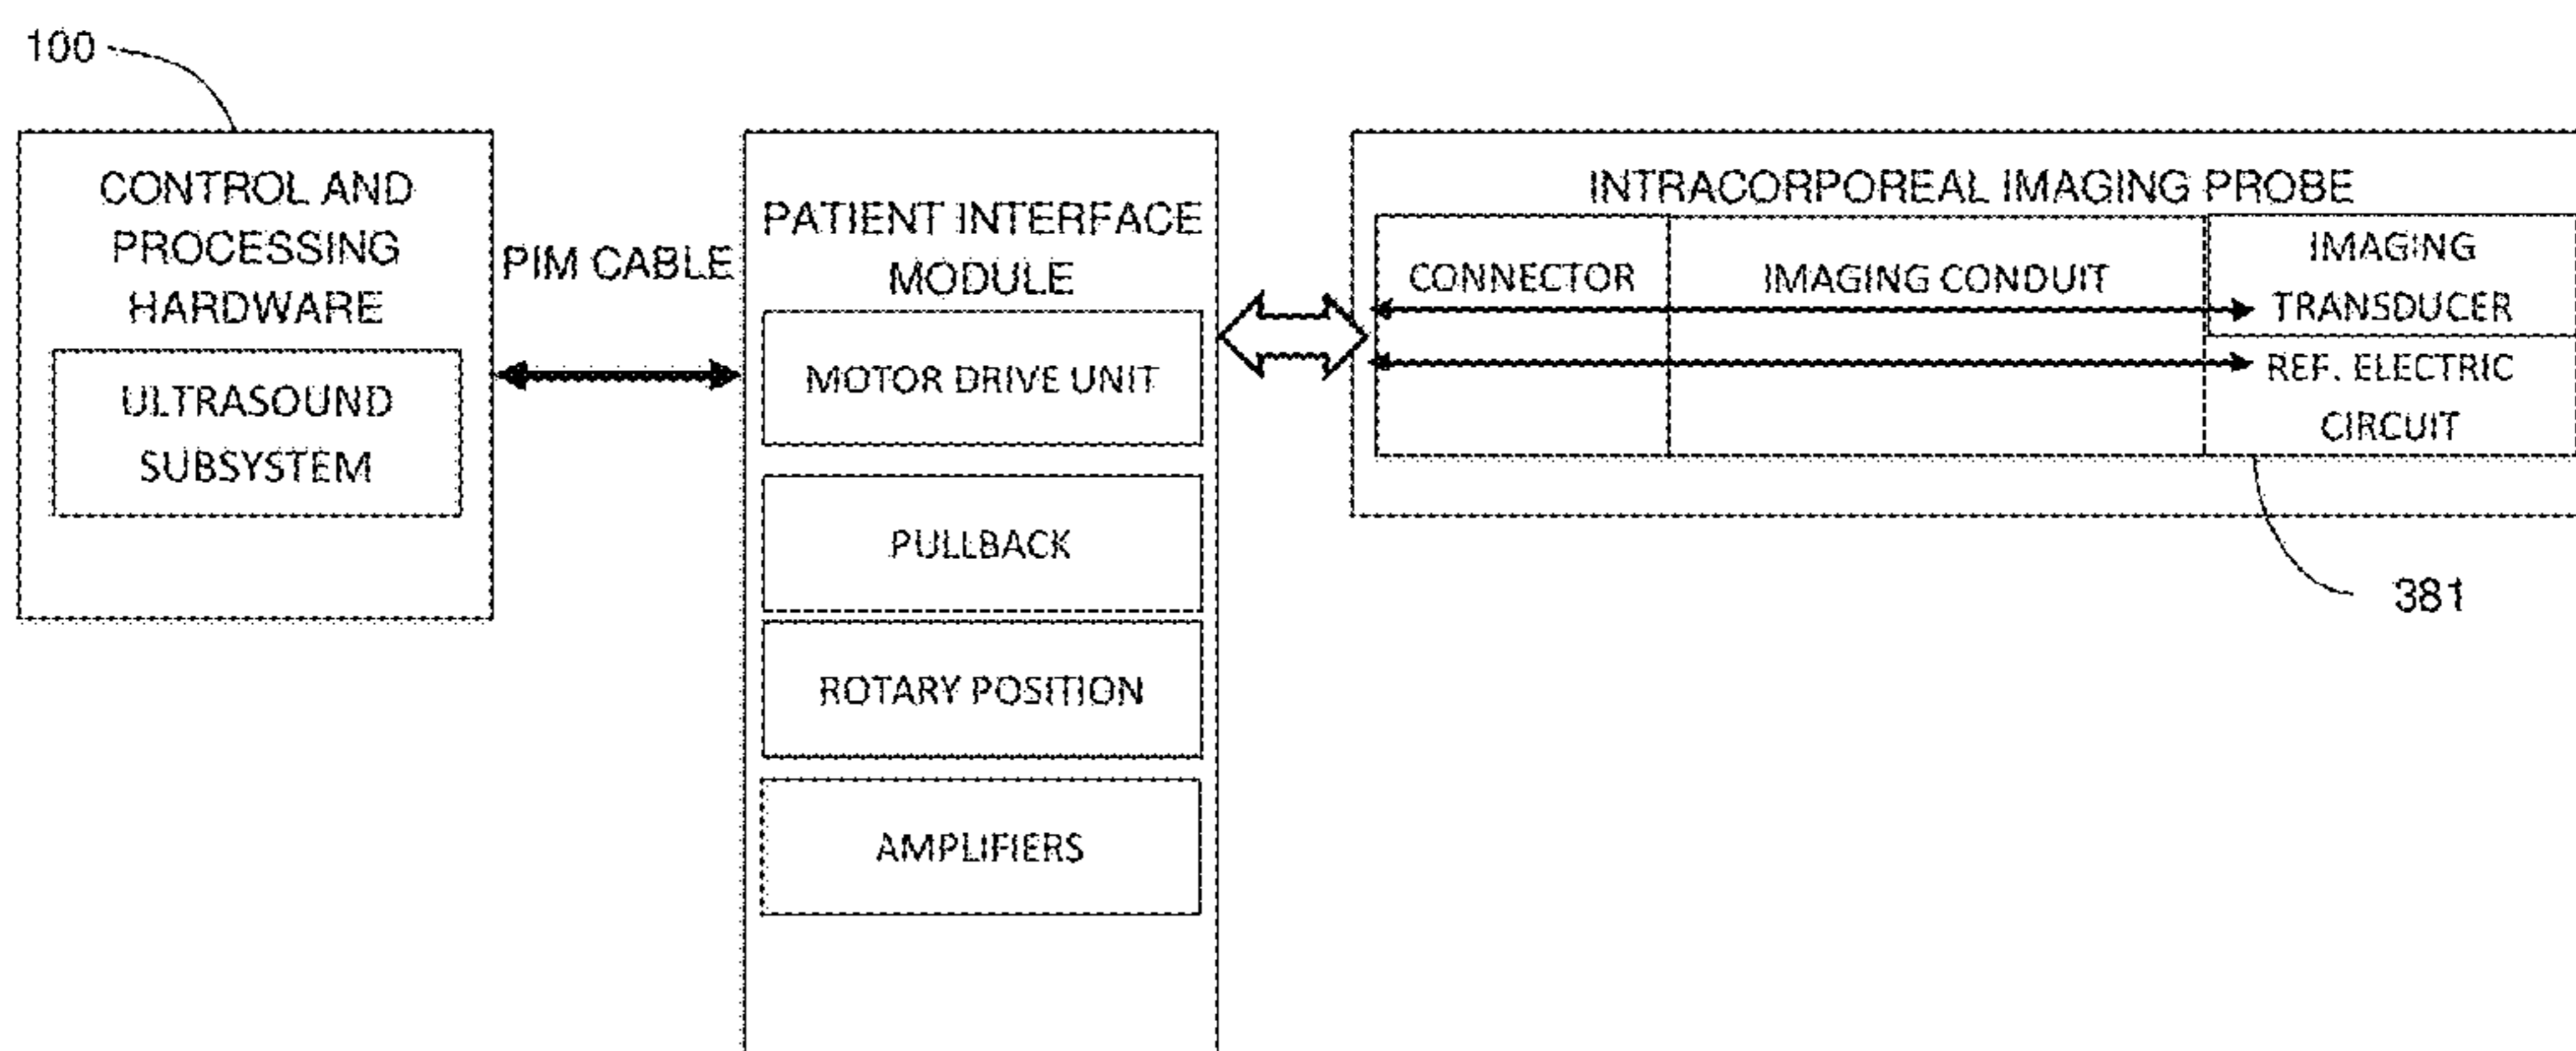 100
CONTROL AND
PROCESSING
HARDWARE
ULTRASOUND
SUBSYSTEM
PIM CABLE
PATIENT INTERFACE
MODULE
MOTOR DRIVE UNIT
PULLBACK
ROTARY POSITION
AMPLIFIERS
INTRACORPOREAL IMAGING PROBE
CONNECTOR
IMAGING CONDUIT
IMAGING
TRANSDUCER
REF. ELECTRIC
CIRCUIT
381